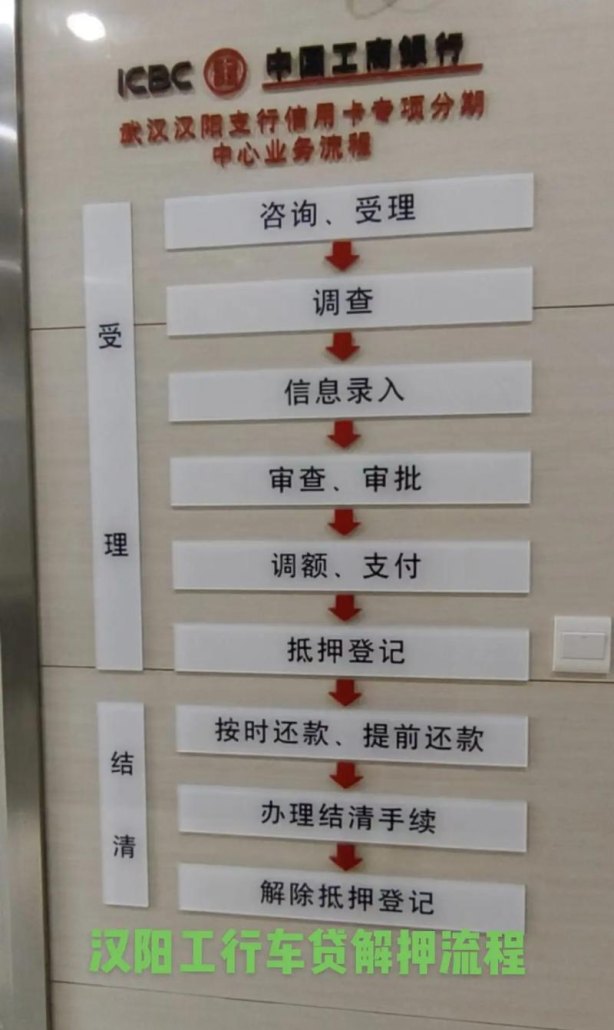 ICBC 中国工商银行
武汉汉阳支行信用卡专项分期
中心业务流程
受理
咨询、受理
调查
信息录入
审查、审批
调额、支付
抵押登记
结清
按时还款、提前还款
办理结清手续
解除抵押登记
汉阳工行车贷解押流程